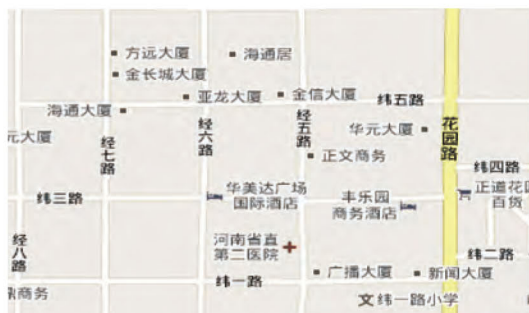 方远大厦
海通居
金长城大厦
亚龙大厦
金信大厦
纬五路
海通大厦
经七路
经六路
经五路
华元大厦
花园路
元大厦
正文商务
纬四路
纬三路
华美达广场
国际酒店
丰乐园
商务酒店
正道花园
百货
经八路
河南省直
第二医院
纬二路
广播大厦
新闻大厦
纬一路
鼎商务
文 纬一路小学